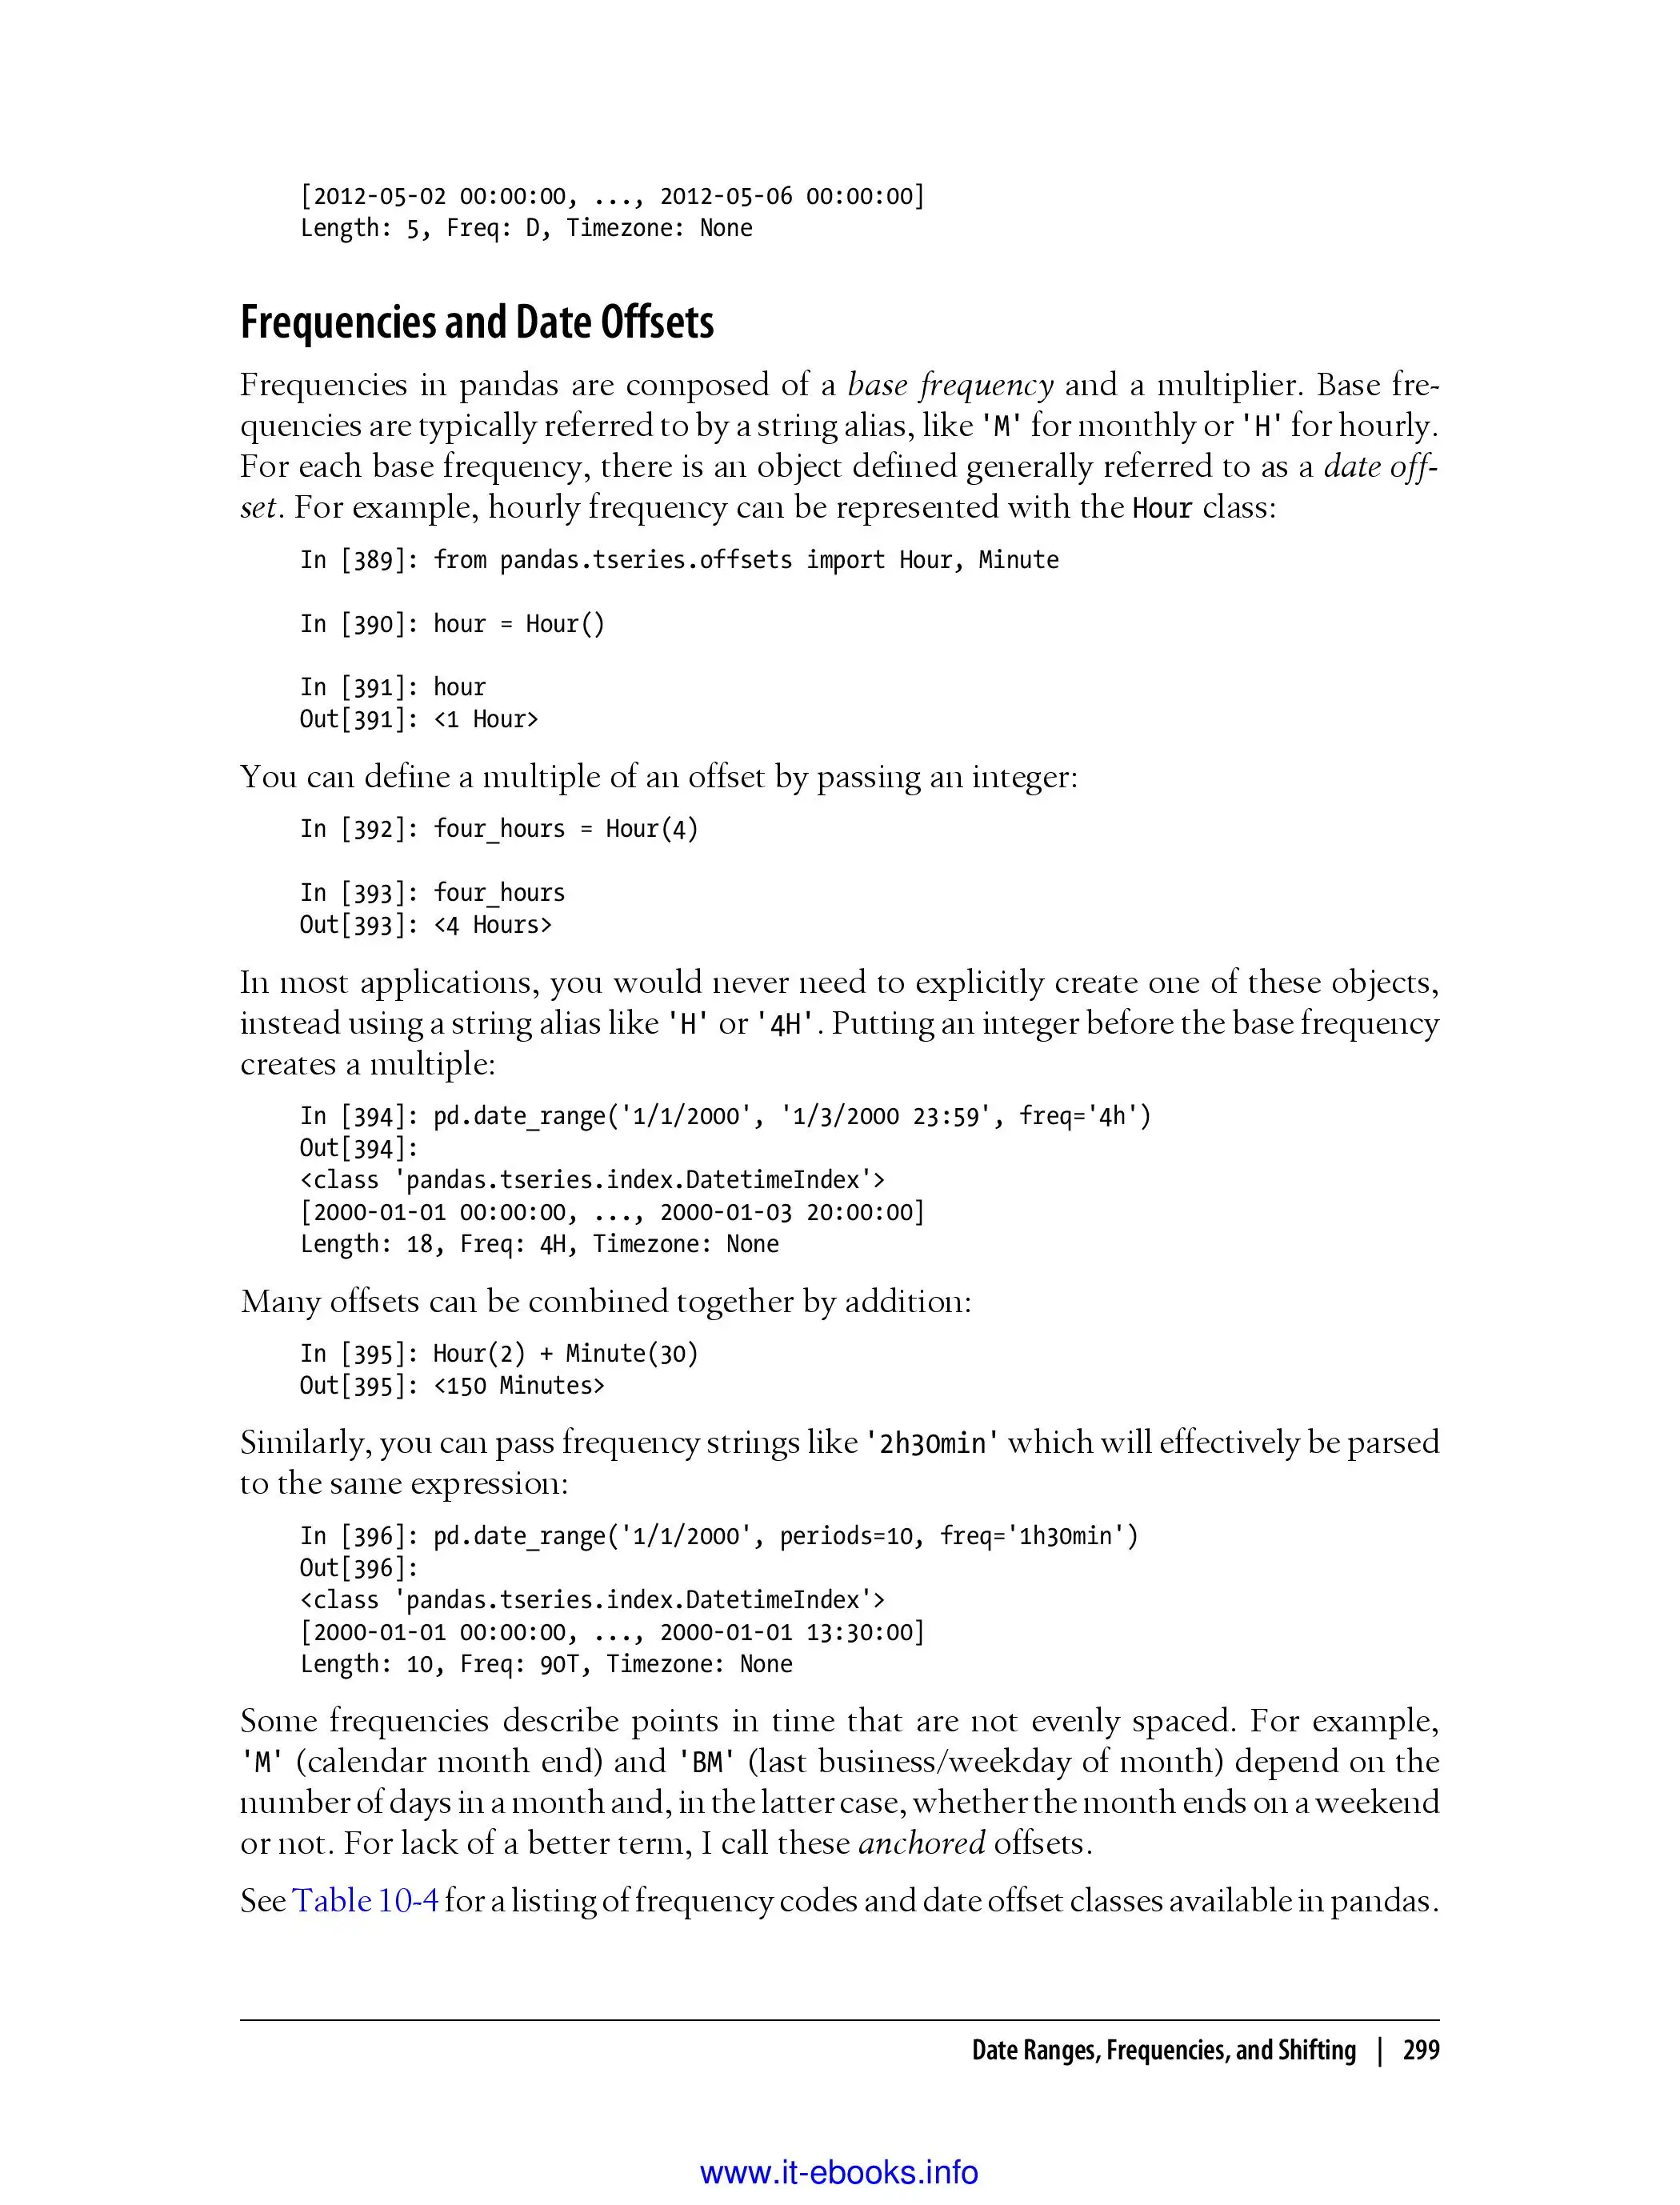 [2012-05-02 00:00:00, ..., 2012-05-06 00:00:00]
Length: 5, Freq: D, Timezone: None
Frequencies and Date Offsets
Frequencies in pandas are composed of a base frequency and a multiplier. Base fre-
quencies are typically referred to by a string alias, like 'M' for monthly or 'H' for hourly.
For each base frequency, there is an object defined generally referred to as a date off-
set. For example, hourly frequency can be represented with the Hour class:
In [389]: from pandas.tseries.offsets import Hour, Minute
In [390]: hour = Hour()
In [391]: hour
Out[391]: <1 Hour>
You can define a multiple of an offset by passing an integer:
In [392]: four_hours = Hour(4)
In [393]: four_hours
Out[393]: <4 Hours>
In most applications, you would never need to explicitly create one of these objects,
instead using a string alias like 'H' or '4H'. Putting an integer before the base frequency
creates a multiple:
In [394]: pd.date_range('1/1/2000', '1/3/2000 23:59', freq='4h')
Out[394]:
<class 'pandas.tseries.index.DatetimeIndex'>
[2000-01-01 00:00:00, ..., 2000-01-03 20:00:00]
Length: 18, Freq: 4H, Timezone: None
Many offsets can be combined together by addition:
In [395]: Hour(2) + Minute(30)
Out[395]: <150 Minutes>
Similarly, you can pass frequency strings like '2h30min' which will effectively be parsed
to the same expression:
In [396]: pd.date_range('1/1/2000', periods=10, freq='1h30min')
Out[396]:
<class 'pandas.tseries.index.DatetimeIndex'>
[2000-01-01 00:00:00, ..., 2000-01-01 13:30:00]
Length: 10, Freq: 90T, Timezone: None
Some frequencies describe points in time that are not evenly spaced. For example,
'M' (calendar month end) and 'BM' (last business/weekday of month) depend on the
number of days in a month and, in the latter case, whether the month ends on a weekend
or not. For lack of a better term, I call these anchored offsets.
See Table 10-4 for a listing of frequency codes and date offset classes available in pandas.
Date Ranges, Frequencies, and Shifting | 299
www.it-ebooks.info